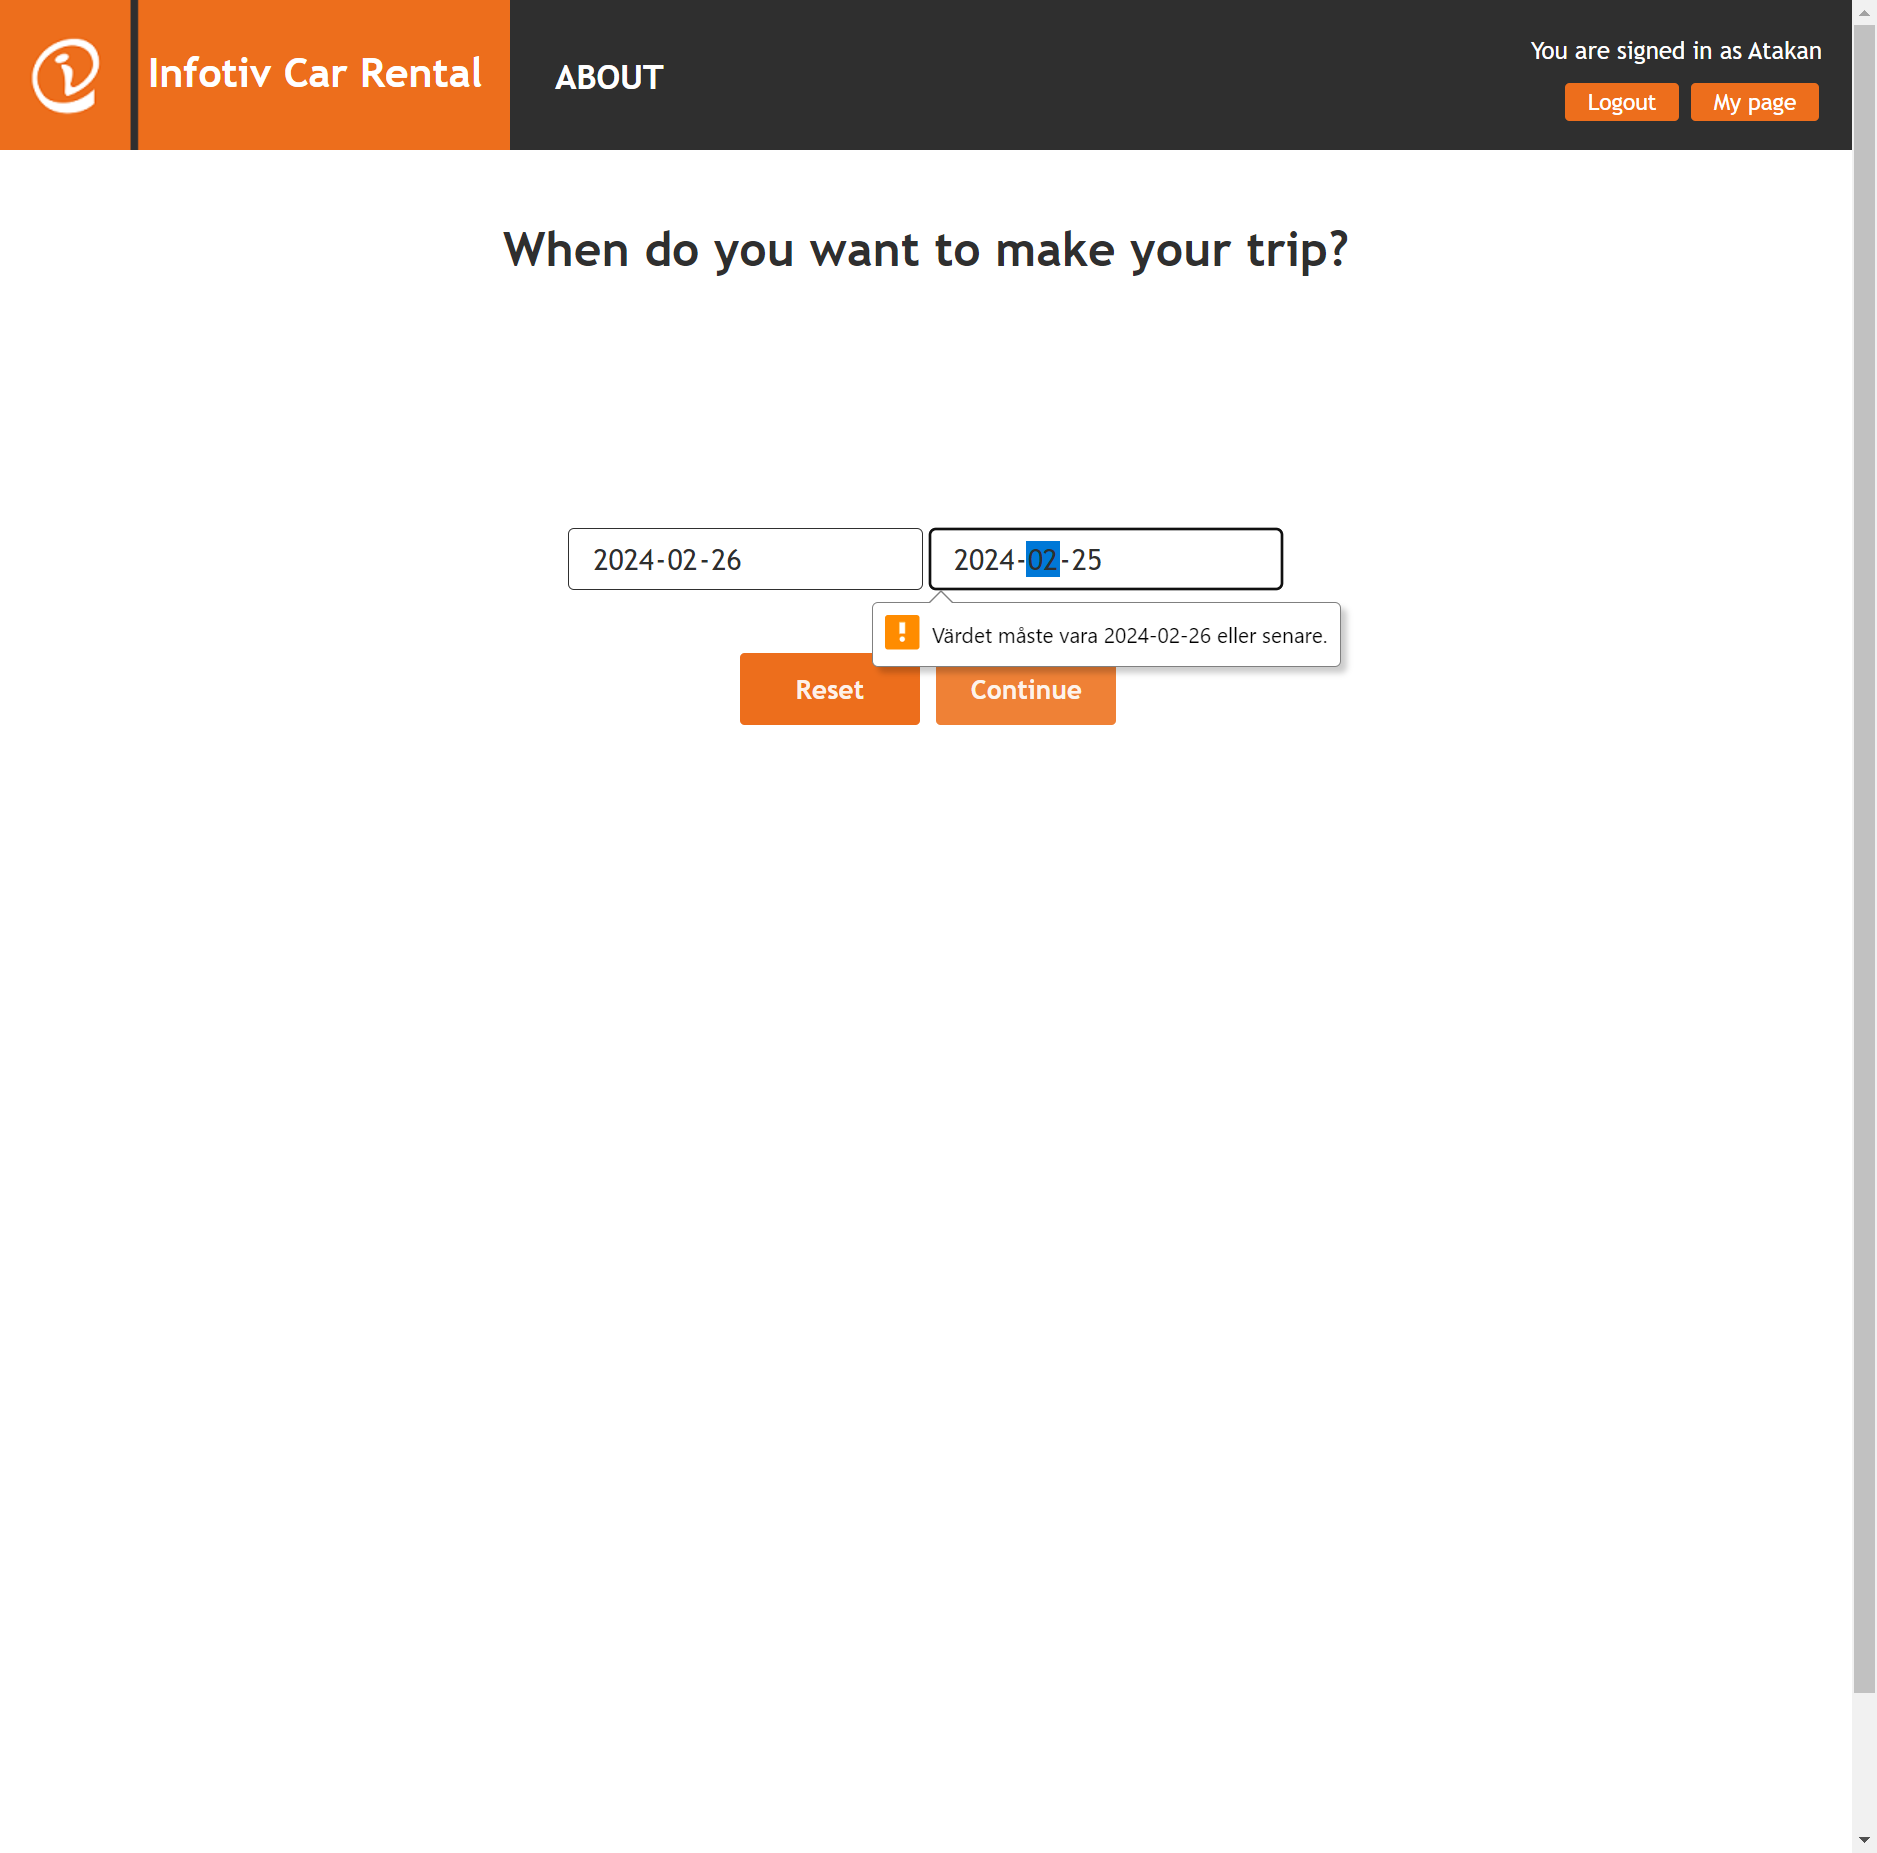 Infotiv Car Rental
ABOUT
You are signed in as Atakan
Logout
My page
When do you want to make your trip?
2024-02-26
2024-02-25
Värdet måste vara 2024-02-26 eller senare.
Reset
Continue